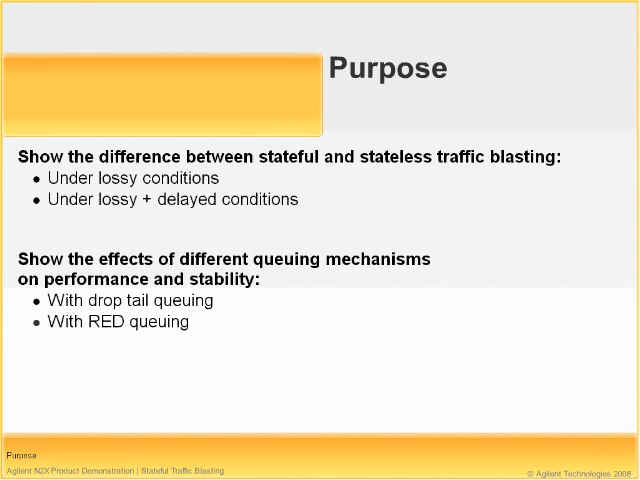 Purpose
Show the difference between stateful and stateless traffic blasting:
• Under lossy conditions
• Under lossy + delayed conditions
Show the effects of different queuing mechanisms
on performance and stability:
• With drop tail queuing
• With RED queuing
Purpose
Agilent N2X Product Demonstration | Stateful Traffic Blasting
© Agilent Technologies 2008